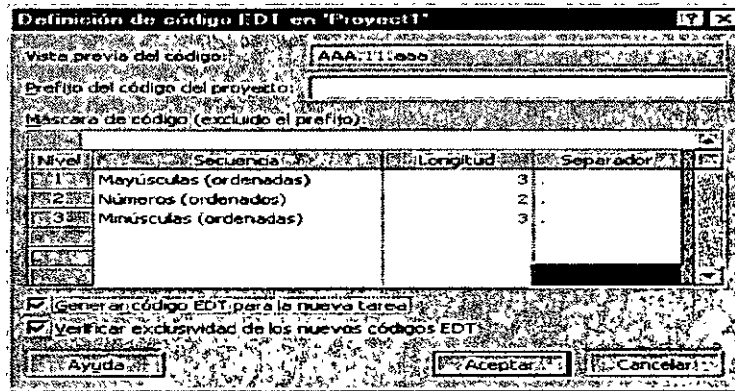 Definición de código EDT en 'Proyect1'
Vista previa del código: AAA.11.aaa
Prefijo del código del proyecto:
Máscara de código (excluido el prefijo):
Nivel Secuencia Longitud Separador
1 Mayúsculas (ordenadas) 3 .
2 Números (ordenados) 2 .
3 Minúsculas (ordenadas) 3 .
Generar código EDT para la nueva tarea
Verificar exclusividad de los nuevos códigos EDT
Ayuda Aceptar Cancelar